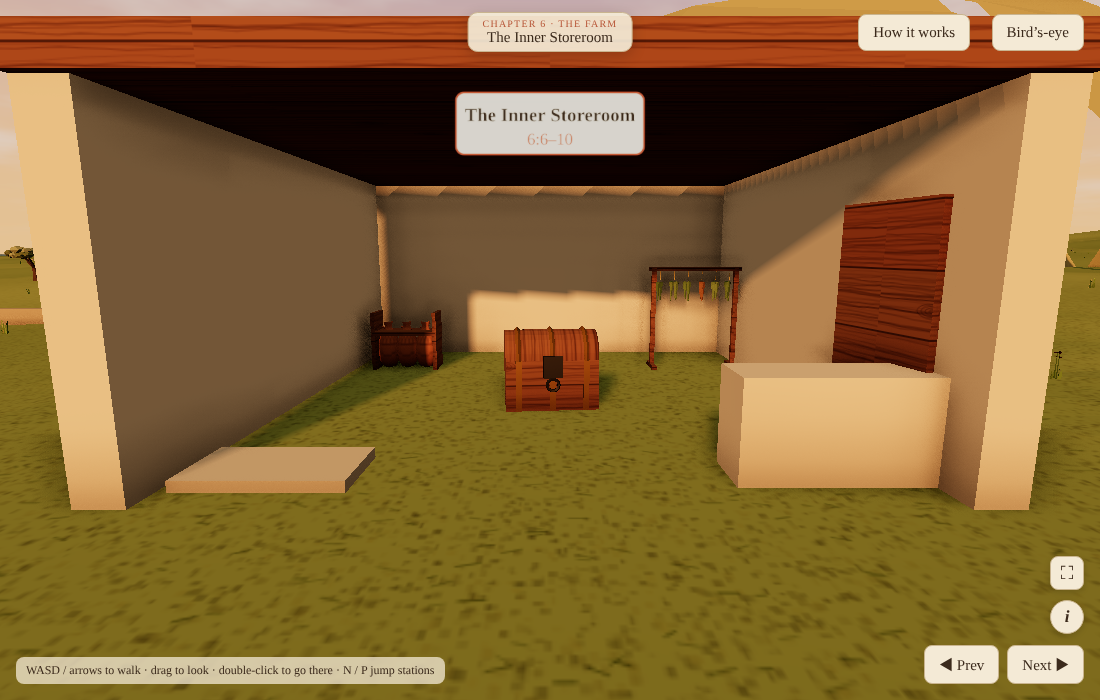 CHAPTER 6 · THE FARM
The Inner Storeroom
How it works
Bird's-eye
The Inner Storeroom
6:6–10
i
WASD / arrows to walk · drag to look · double-click to go there · N / P jump stations
◀ Prev
Next ▶